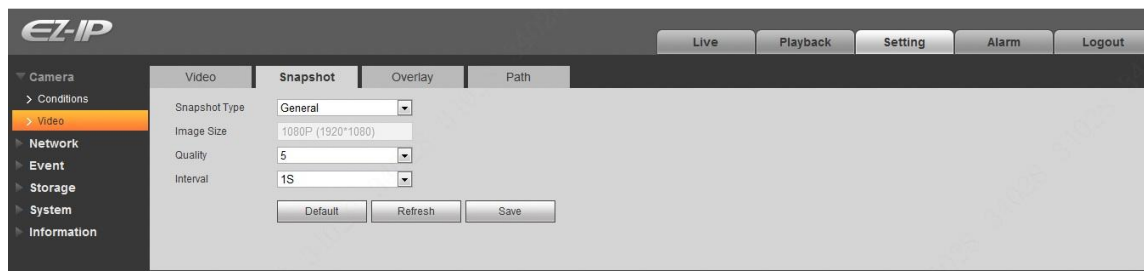 EZ-IP
Live Playback Setting Alarm Logout
Camera
Conditions
Video
Network
Event
Storage
System
Information
Video Snapshot Overlay Path
Snapshot Type General
Image Size 1080P (1920*1080)
Quality 5
Interval 1S
Default Refresh Save